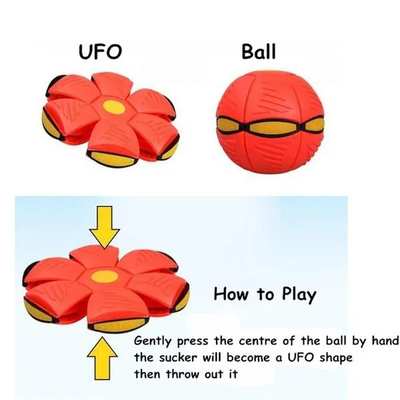 UFO
Ball
How to Play
Gently press the centre of the ball by hand
the sucker will become a UFO shape
then throw out it